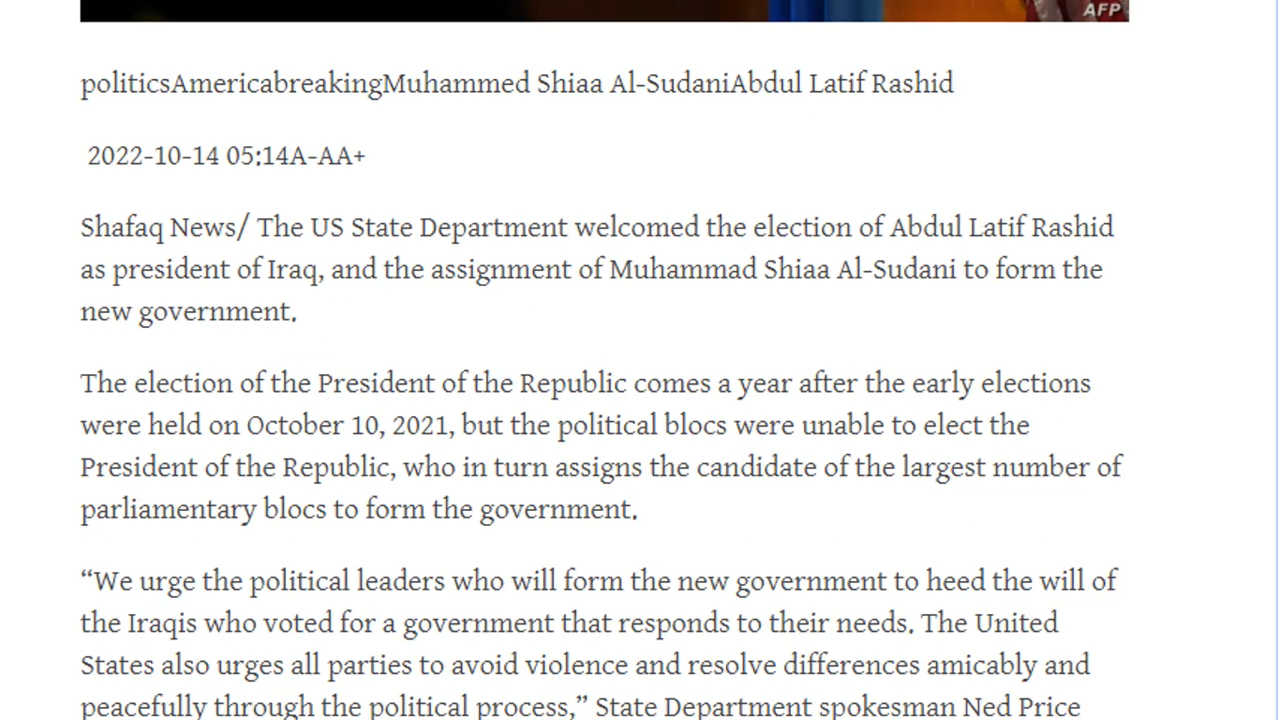 AFP
politicsAmericabreakingMuhammed Shiaa Al-SudaniAbdul Latif Rashid
2022-10-14 05:14A-AA+
Shafaq News/ The US State Department welcomed the election of Abdul Latif Rashid
as president of Iraq, and the assignment of Muhammad Shiaa Al-Sudani to form the
new government.
The election of the President of the Republic comes a year after the early elections
were held on October 10, 2021, but the political blocs were unable to elect the
President of the Republic, who in turn assigns the candidate of the largest number of
parliamentary blocs to form the government.
“We urge the political leaders who will form the new government to heed the will of
the Iraqis who voted for a government that responds to their needs. The United
States also urges all parties to avoid violence and resolve differences amicably and
peacefully through the political process,” State Department spokesman Ned Price